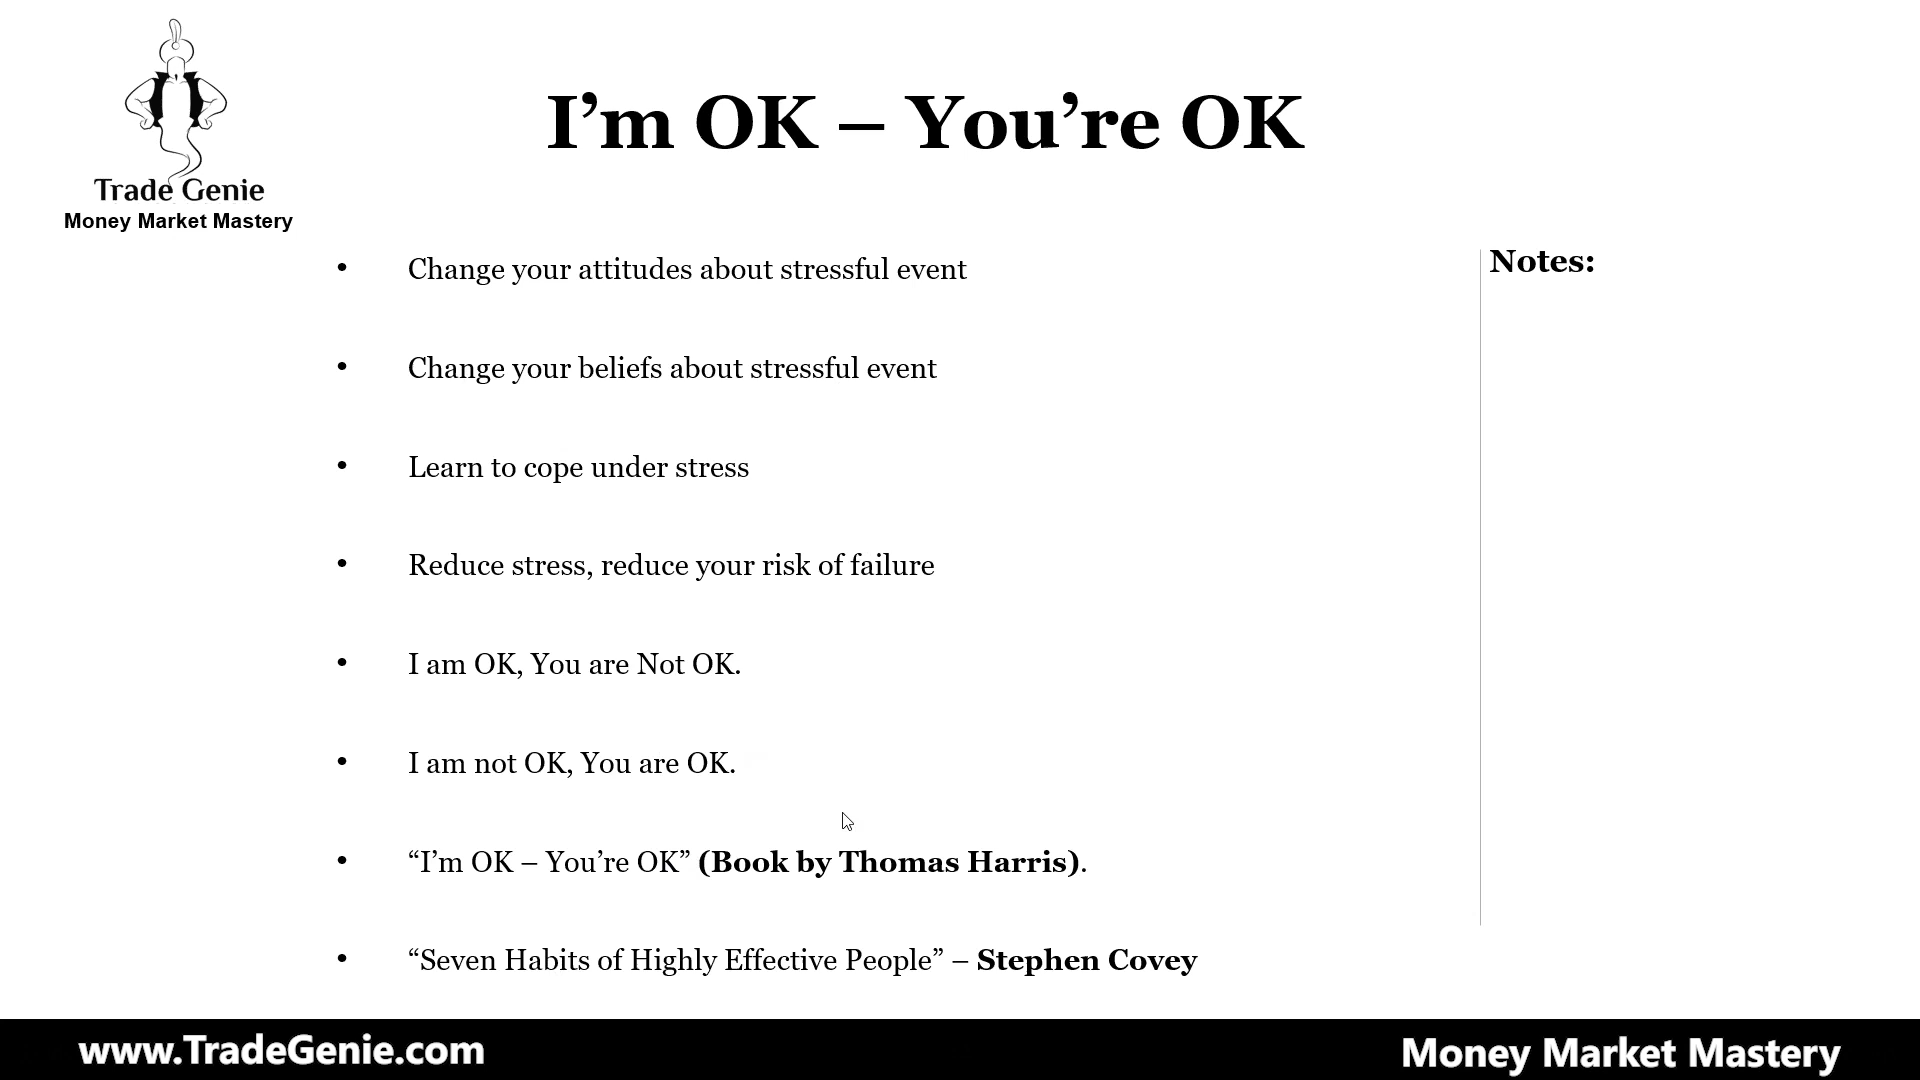 Trade Genie
Money Market Mastery
I’m OK – You’re OK
• Change your attitudes about stressful event
• Change your beliefs about stressful event
• Learn to cope under stress
• Reduce stress, reduce your risk of failure
• I am OK, You are Not OK.
• I am not OK, You are OK.
• “I’m OK – You’re OK” (Book by Thomas Harris).
• “Seven Habits of Highly Effective People” – Stephen Covey
Notes:
www.TradeGenie.com
Money Market Mastery